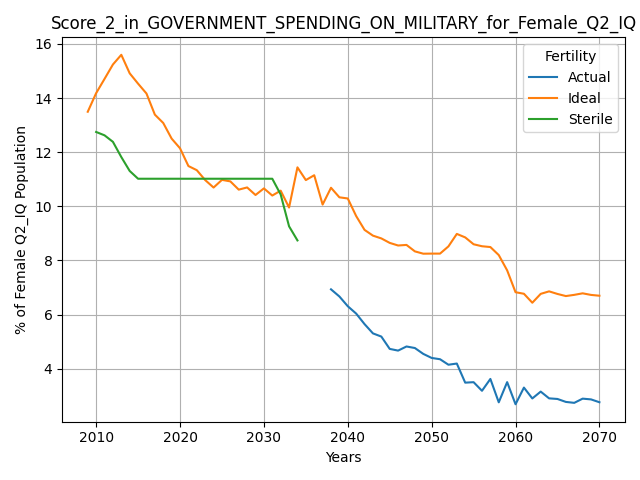 Score_2_in_GOVERNMENT_SPENDING_ON_MILITARY_for_Female_Q2_IQ
% of Female Q2_IQ Population
16
14
12
10
8
6
4
Fertility
Actual
Ideal
Sterile
2010 2020 2030 2040 2050 2060 2070
Years